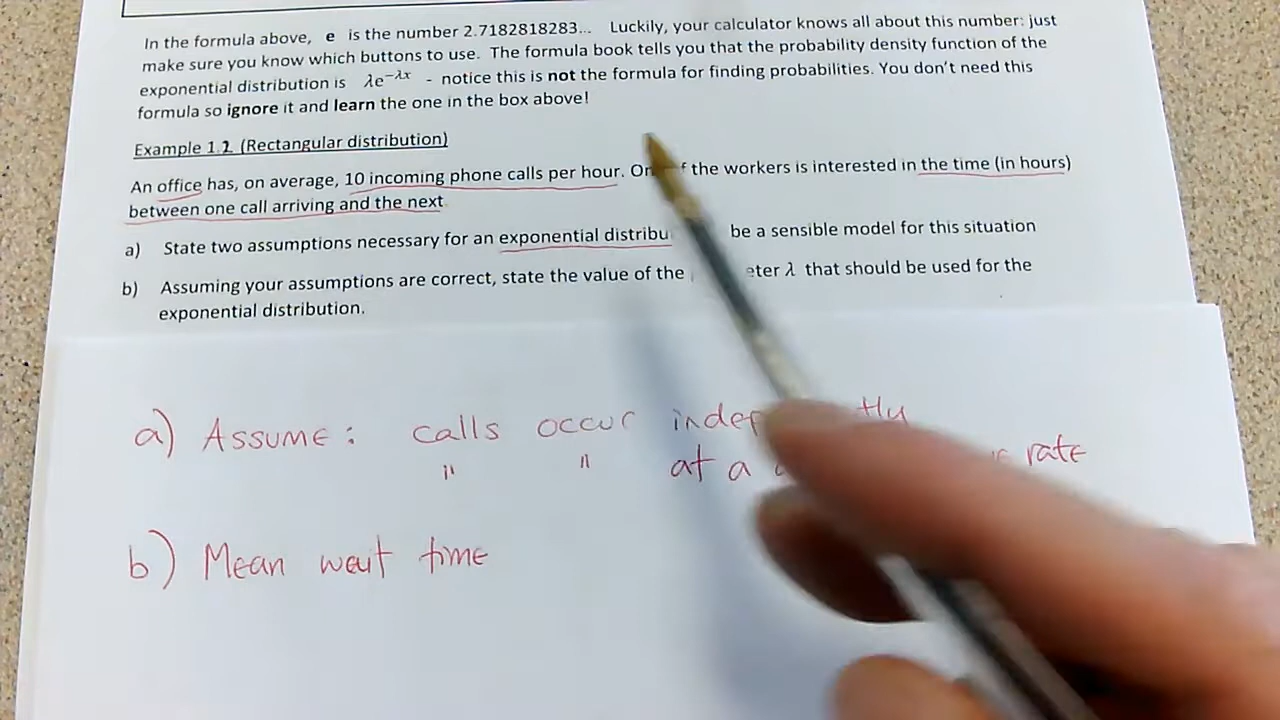 In the formula above, e is the number 2.7182818283... Luckily, your calculator knows all about this number: just
make sure you know which buttons to use. The formula book tells you that the probability density function of the
exponential distribution is λe^{-λx} - notice this is not the formula for finding probabilities. You don't need this
formula so ignore it and learn the one in the box above!
Example 1.2 (Rectangular distribution)
An office has, on average, 10 incoming phone calls per hour. the workers is interested in the time (in hours)
between one call arriving and the next
a) State two assumptions necessary for an exponential be a sensible model for this situation
b) Assuming your assumptions are correct, state the value of the λ that should be used for the
exponential distribution.
a) Assume: calls occur
" " at a rate
b) Mean wait time